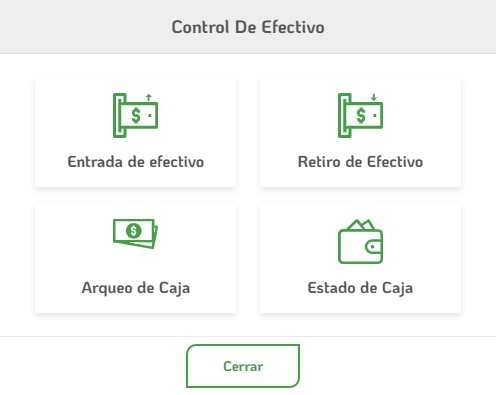 Control De Efectivo
Entrada de efectivo
Retiro de Efectivo
Arqueo de Caja
Estado de Caja
Cerrar